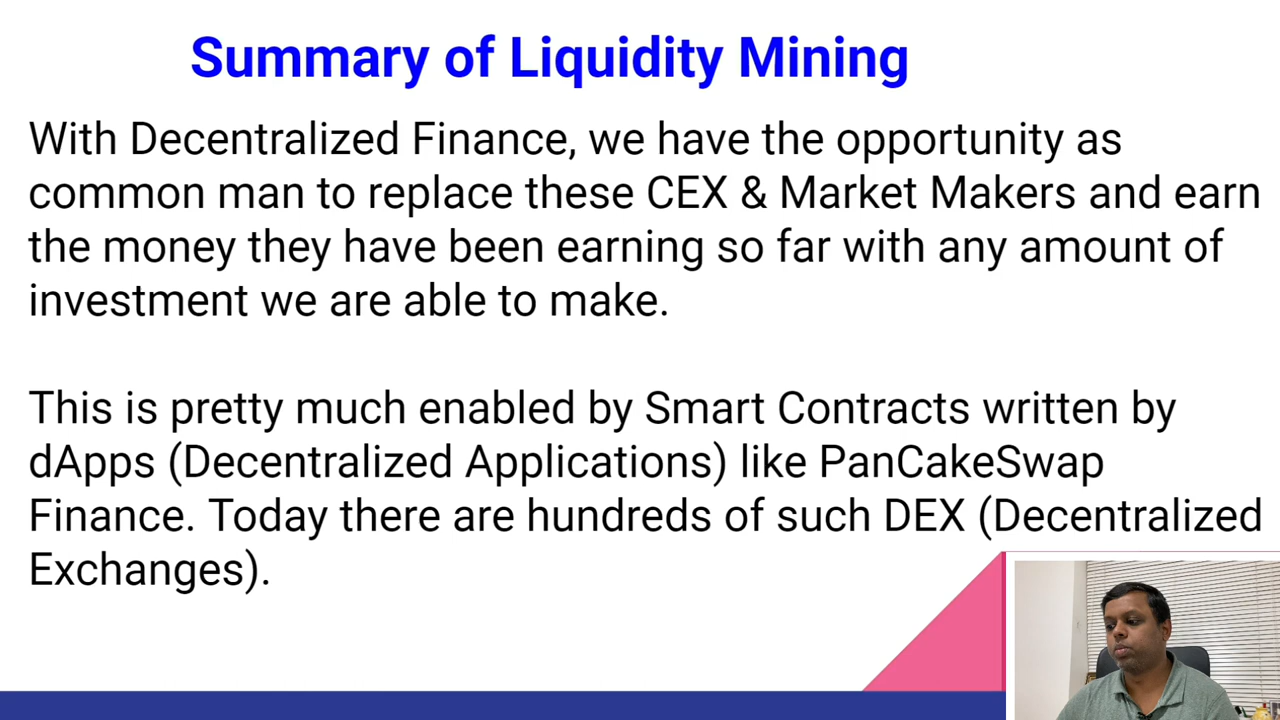 Summary of Liquidity Mining
With Decentralized Finance, we have the opportunity as
common man to replace these CEX & Market Makers and earn
the money they have been earning so far with any amount of
investment we are able to make.
This is pretty much enabled by Smart Contracts written by
dApps (Decentralized Applications) like PanCakeSwap
Finance. Today there are hundreds of such DEX (Decentralized
Exchanges).